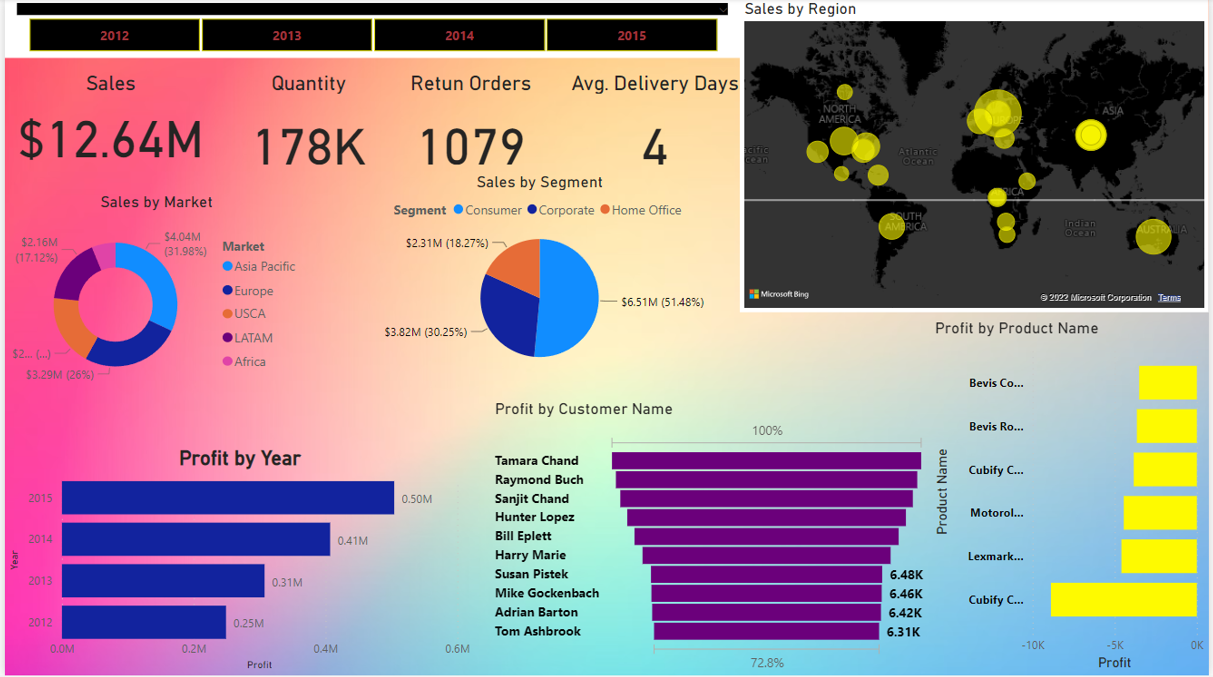 2012 2013 2014 2015
Sales by Region
NORTH
AMERICA
EUROPE
ASIA
Atlantic
Ocean
SOUTH
AMERICA
Indian
Ocean
AUSTRALIA
Microsoft Bing
© 2022 Microsoft Corporation Terms
Sales Quantity Retun Orders Avg. Delivery Days
$12.64M 178K 1079 4
Sales by Market
$2.16M
(17.12%)
$4.04M
(31.98%)
$2... (...)
$3.29M (26%)
Market
Asia Pacific
Europe
USCA
LATAM
Africa
Sales by Segment
Segment Consumer Corporate Home Office
$2.31M (18.27%)
$6.51M (51.48%)
$3.82M (30.25%)
Profit by Year
Year
2015 0.50M
2014 0.41M
2013 0.31M
2012 0.25M
0.0M 0.2M 0.4M 0.6M
Profit
Profit by Customer Name
100%
Tamara Chand
Raymond Buch
Sanjit Chand
Hunter Lopez
Bill Eplett
Harry Marie
Susan Pistek 6.48K
Mike Gockenbach 6.46K
Adrian Barton 6.42K
Tom Ashbrook 6.31K
72.8%
Profit by Product Name
Product Name
Bevis Co...
Bevis Ro...
Cubify C...
Motorol...
Lexmark...
Cubify C...
-10K -5K 0K
Profit